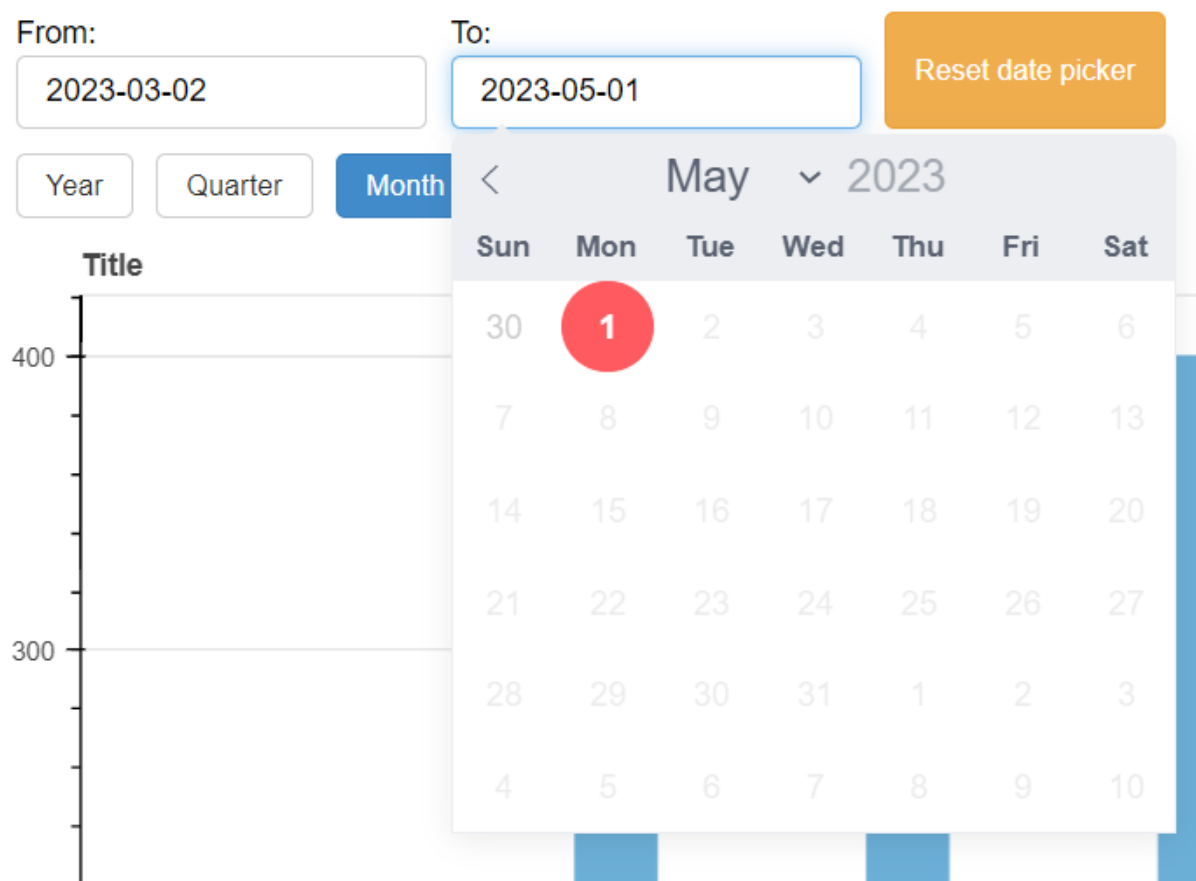 From: To:
2023-03-02 2023-05-01 Reset date picker
Year Quarter Month
May 2023
Sun Mon Tue Wed Thu Fri Sat
Title
30 1 2 3 4 5 6
400
7 8 9 10 11 12 13
14 15 16 17 18 19 20
21 22 23 24 25 26 27
300
28 29 30 31 1 2 3
4 5 6 7 8 9 10